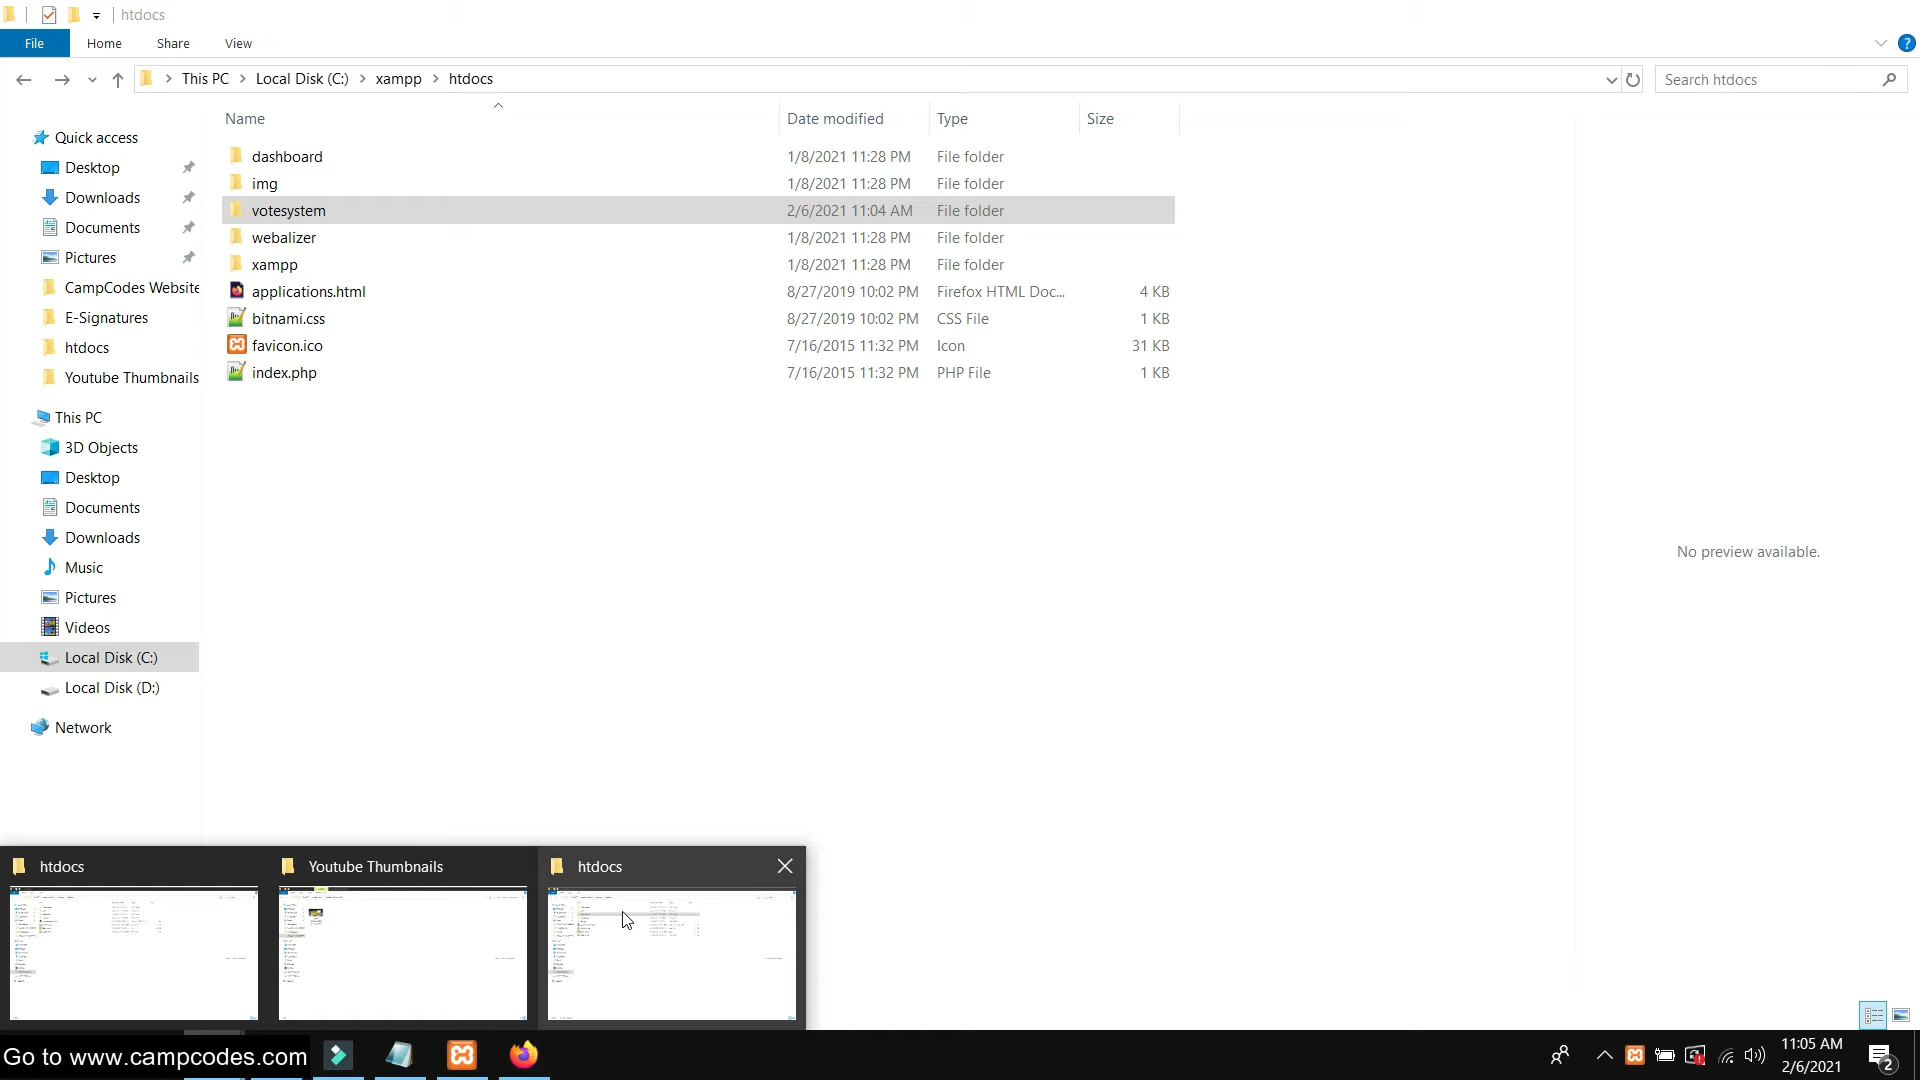 htdocs
File Home Share View
This PC Local Disk (C:) xampp htdocs Search htdocs
Name Date modified Type Size
Quick access
Desktop
Downloads
Documents
Pictures
CampCodes Website
E-Signatures
htdocs
Youtube Thumbnails
This PC
3D Objects
Desktop
Documents
Downloads
Music
Pictures
Videos
Local Disk (C:)
Local Disk (D:)
Network
dashboard 1/8/2021 11:28 PM File folder
img 1/8/2021 11:28 PM File folder
votesystem 2/6/2021 11:04 AM File folder
webalizer 1/8/2021 11:28 PM File folder
xampp 1/8/2021 11:28 PM File folder
applications.html 8/27/2019 10:02 PM Firefox HTML Doc... 4 KB
bitnami.css 8/27/2019 10:02 PM CSS File 1 KB
favicon.ico 7/16/2015 11:32 PM Icon 31 KB
index.php 7/16/2015 11:32 PM PHP File 1 KB
No preview available.
htdocs Youtube Thumbnails htdocs
Go to www.campcodes.com
11:05 AM
2/6/2021
2